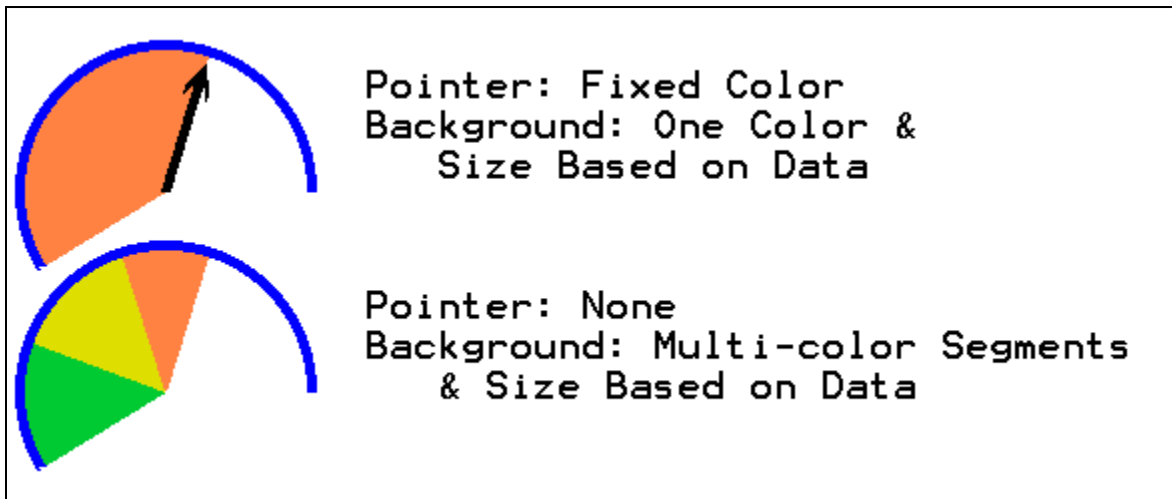 Pointer: Fixed Color
Background: One Color &
Size Based on Data
Pointer: None
Background: Multi-color Segments
& Size Based on Data